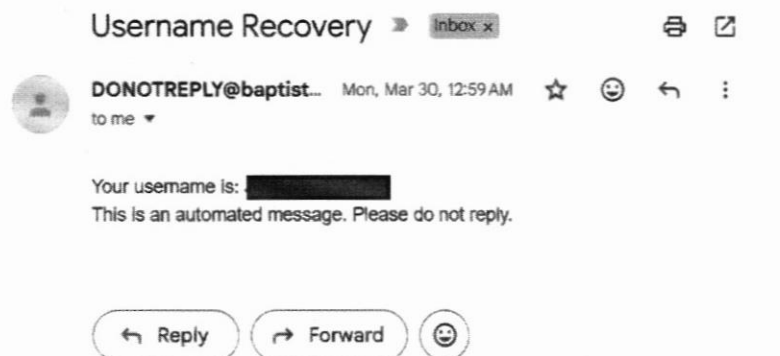 Username Recovery Inbox x
DONOTREPLY@baptist... Mon, Mar 30, 12:59 AM
to me
Your username is:
This is an automated message. Please do not reply.
Reply Forward